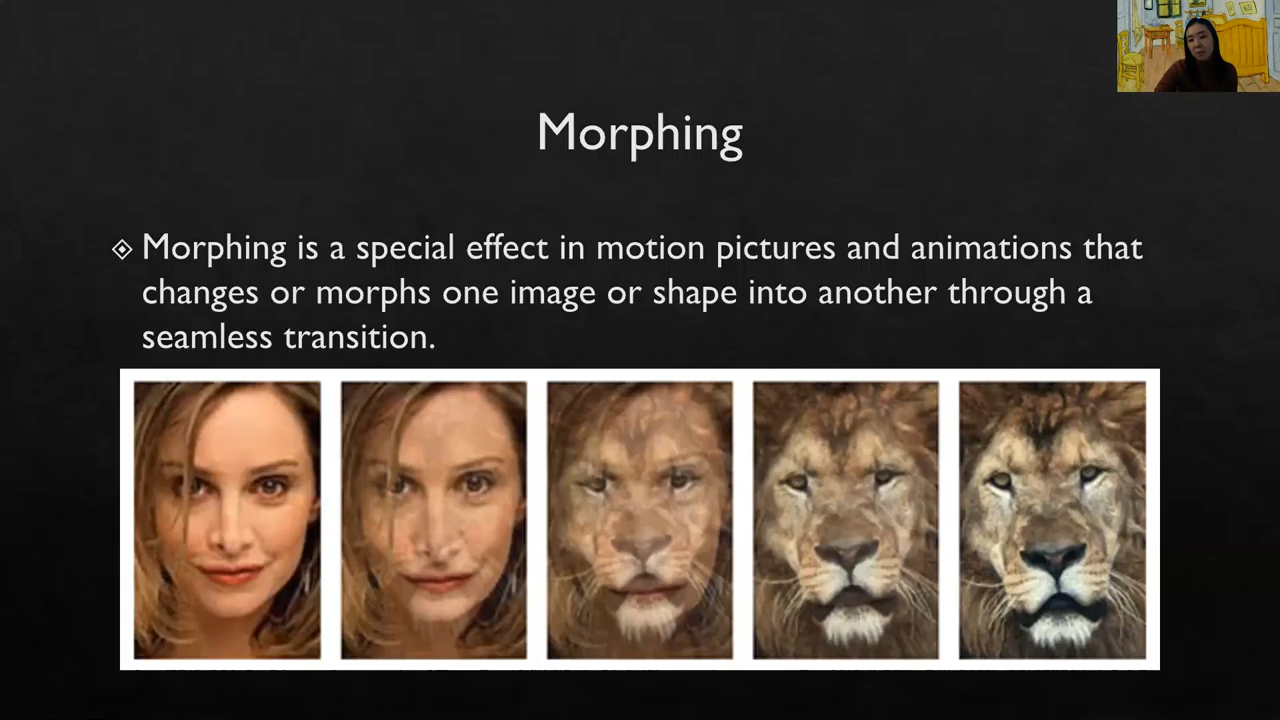 Morphing
Morphing is a special effect in motion pictures and animations that
changes or morphs one image or shape into another through a
seamless transition.